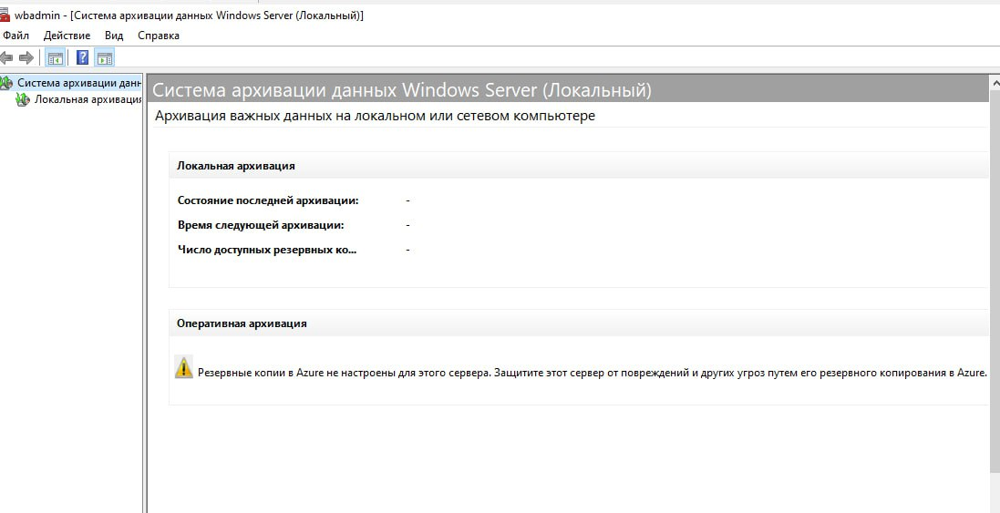 wbadmin - [Система архивации данных Windows Server (Локальный)]
Файл Действие Вид Справка
Система архивации данн
Локальная архивация
Система архивации данных Windows Server (Локальный)
Архивация важных данных на локальном или сетевом компьютере
Локальная архивация
Состояние последней архивации: -
Время следующей архивации: -
Число доступных резервных ко... -
Оперативная архивация
Резервные копии в Azure не настроены для этого сервера. Защитите этот сервер от повреждений и других угроз путем его резервного копирования в Azure.